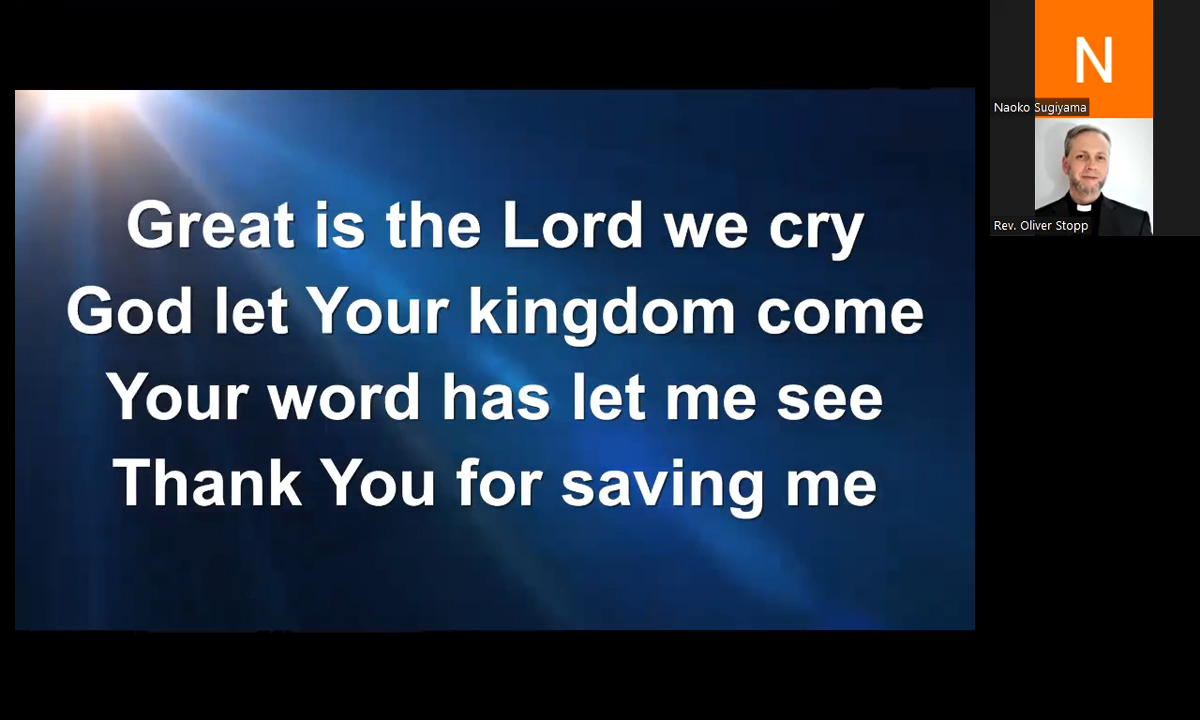 Great is the Lord we cry
God let Your kingdom come
Your word has let me see
Thank You for saving me
N
Naoko Sugiyama
Rev. Oliver Stopp